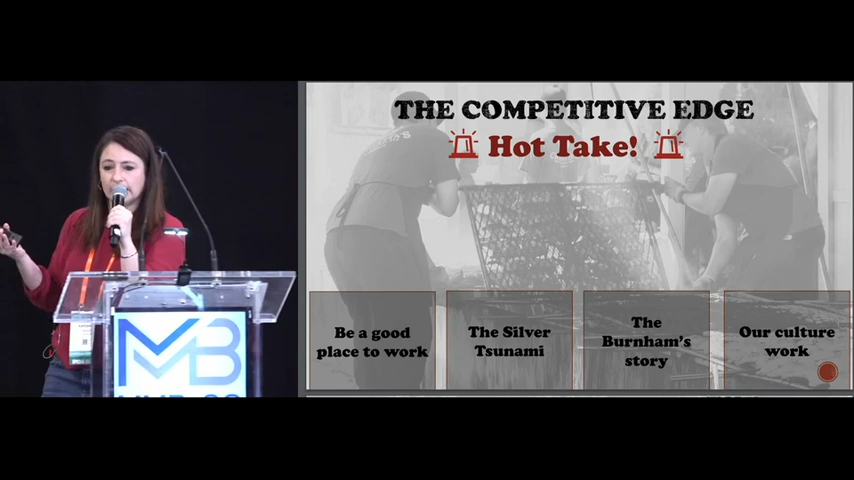 THE COMPETITIVE EDGE
Hot Take!
Be a good
place to work
The Silver
Tsunami
The
Burnham's
story
Our culture
work
MMB